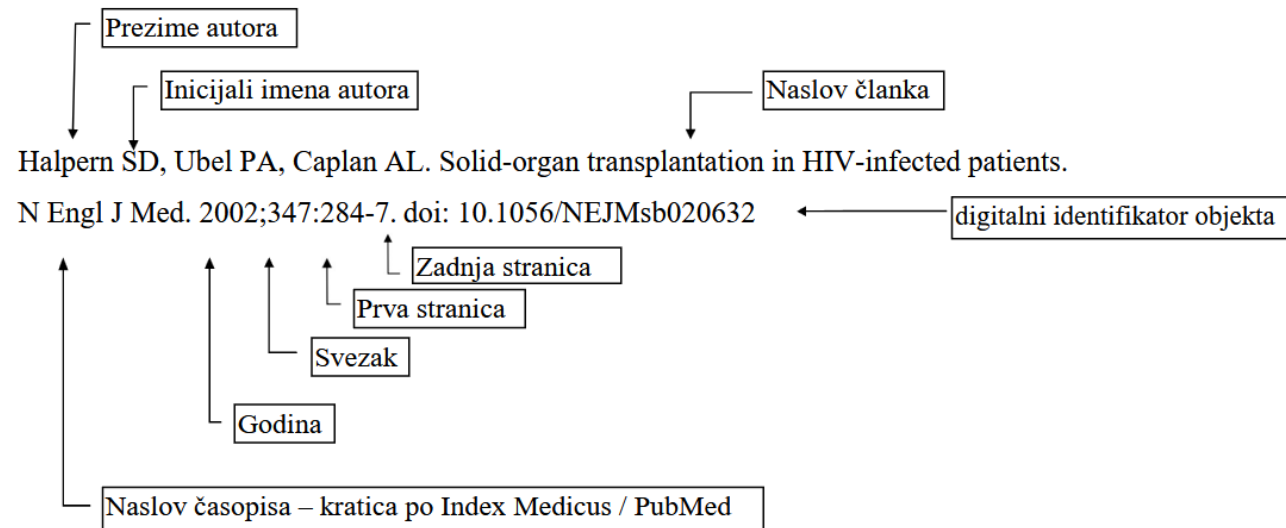 Prezime autora
Inicijali imena autora
Naslov članka
Halpern SD, Ubel PA, Caplan AL. Solid-organ transplantation in HIV-infected patients.
N Engl J Med. 2002;347:284-7. doi: 10.1056/NEJMsb020632
digitalni identifikator objekta
Zadnja stranica
Prva stranica
Svezak
Godina
Naslov časopisa – kratica po Index Medicus / PubMed